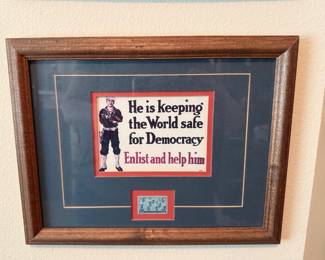 He is keeping
the World safe
for Democracy
Enlist and help him